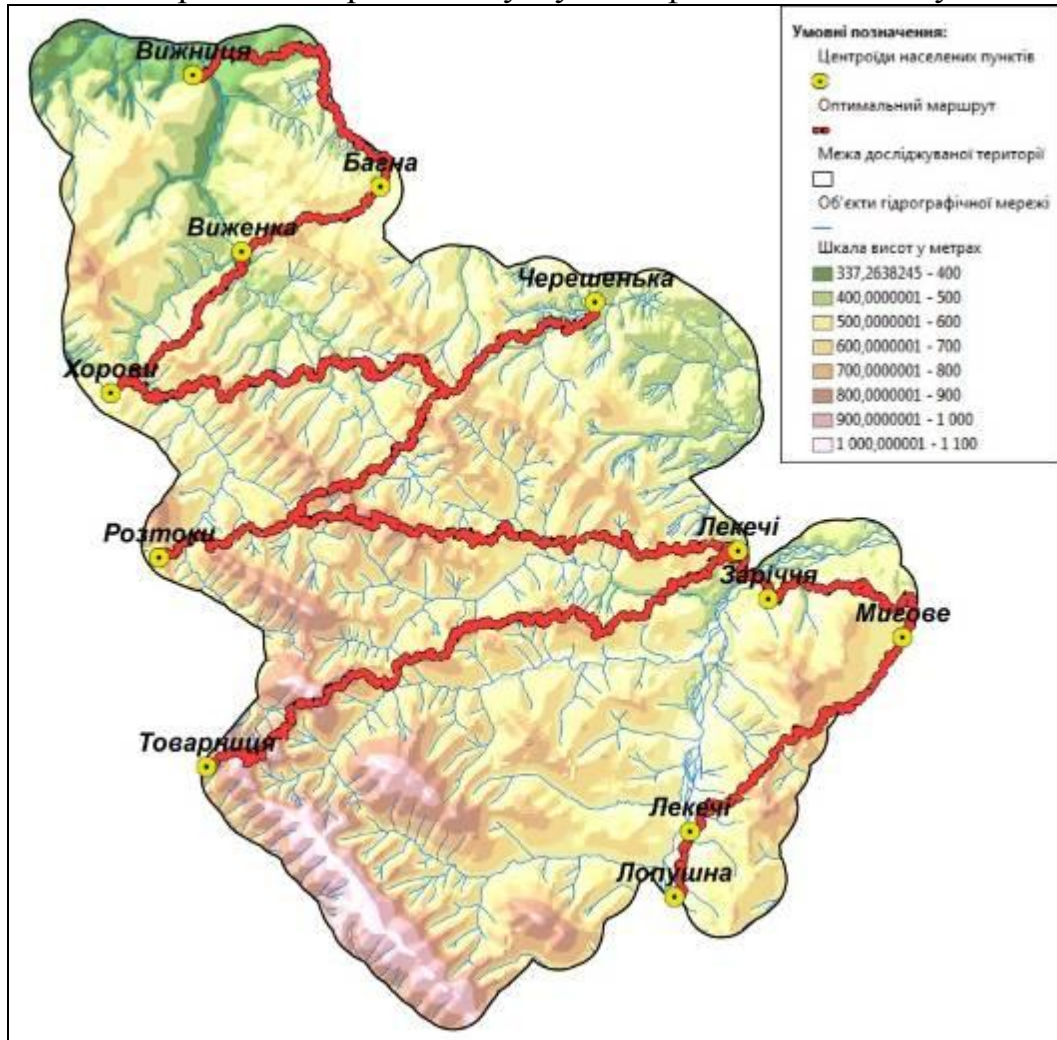 Умовні позначення:
Центроїди населених пунктів
Оптимальний маршрут
Межа досліджуваної території
Об'єкти гідрографічної мережі
Шкала висот у метрах
337,2638245 - 400
400,0000001 - 500
500,0000001 - 600
600,0000001 - 700
700,0000001 - 800
800,0000001 - 900
900,0000001 - 1 000
1 000,000001 - 1 100
Вижниця
Багна
Виженка
Черешенька
Хорови
Розтоки
Лекечі
Заріччя
Мигове
Товарниця
Лекечі
Лопушна